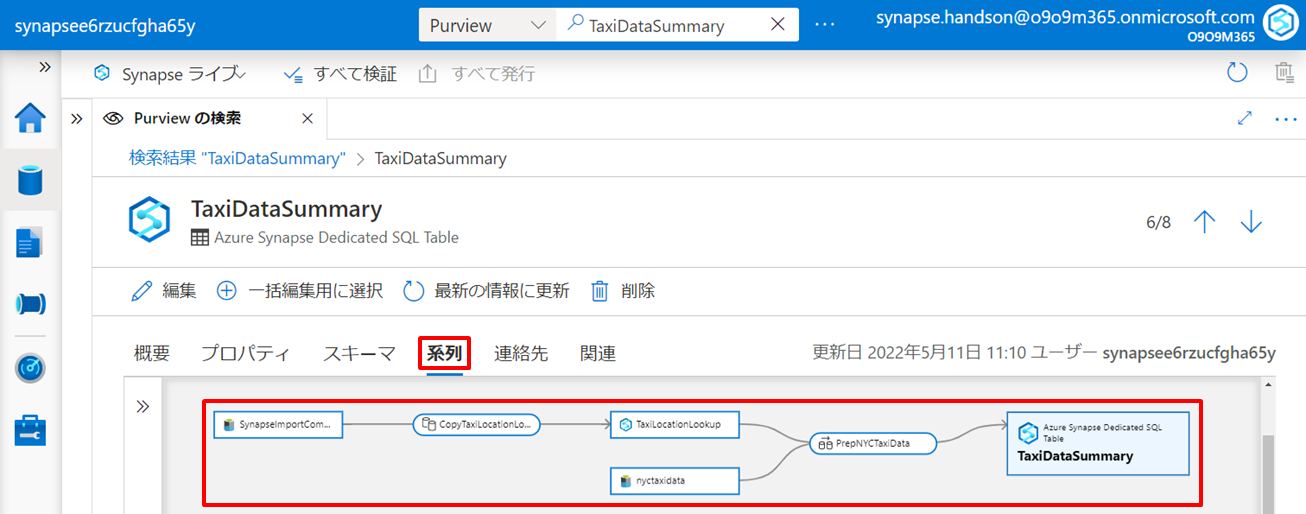 synapsee6rzucfgha65y
Purview
TaxiDataSummary
synapse.handson@o9o9m365.onmicrosoft.com
O9O9M365
Synapse ライブ
すべて検証
すべて発行
Purview の検索
検索結果 "TaxiDataSummary" > TaxiDataSummary
TaxiDataSummary
Azure Synapse Dedicated SQL Table
6/8
編集
一括編集用に選択
最新の情報に更新
削除
概要
プロパティ
スキーマ
系列
連絡先
関連
更新日 2022年5月11日 11:10 ユーザー synapsee6rzucfgha65y
SynapseImportCom...
CopyTaxiLocationLo...
TaxiLocationLookup
nyctaxidata
PrepNYCTaxiData
Azure Synapse Dedicated SQL
Table
TaxiDataSummary